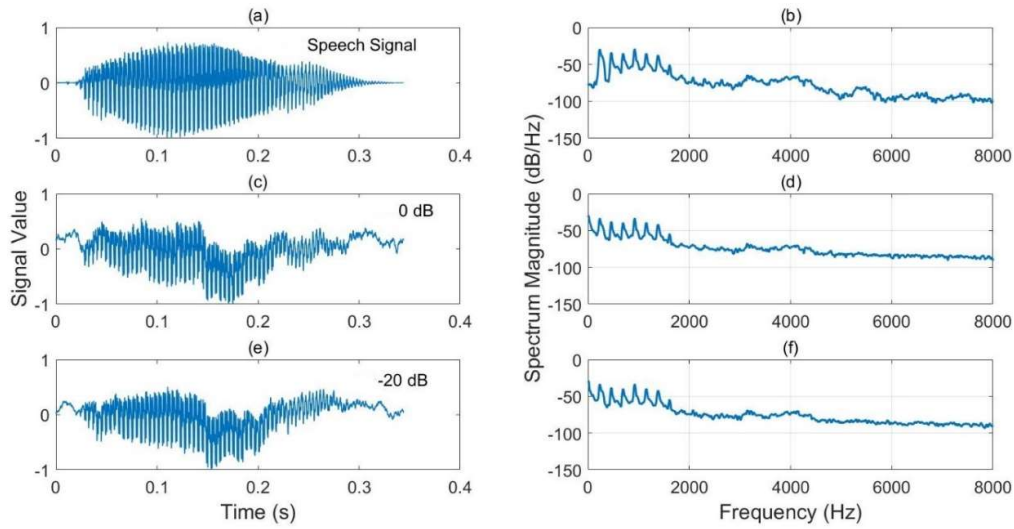 (a)
Speech Signal
1
0
-1
0 0.1 0.2 0.3 0.4
(b)
0
-50
-100
-150
0 2000 4000 6000 8000
(c)
0 dB
1
0
-1
0 0.1 0.2 0.3 0.4
(d)
0
-50
-100
-150
0 2000 4000 6000 8000
(e)
-20 dB
1
0
-1
0 0.1 0.2 0.3 0.4
(f)
0
-50
-100
-150
0 2000 4000 6000 8000
Signal Value
Time (s)
Spectrum Magnitude (dB/Hz)
Frequency (Hz)